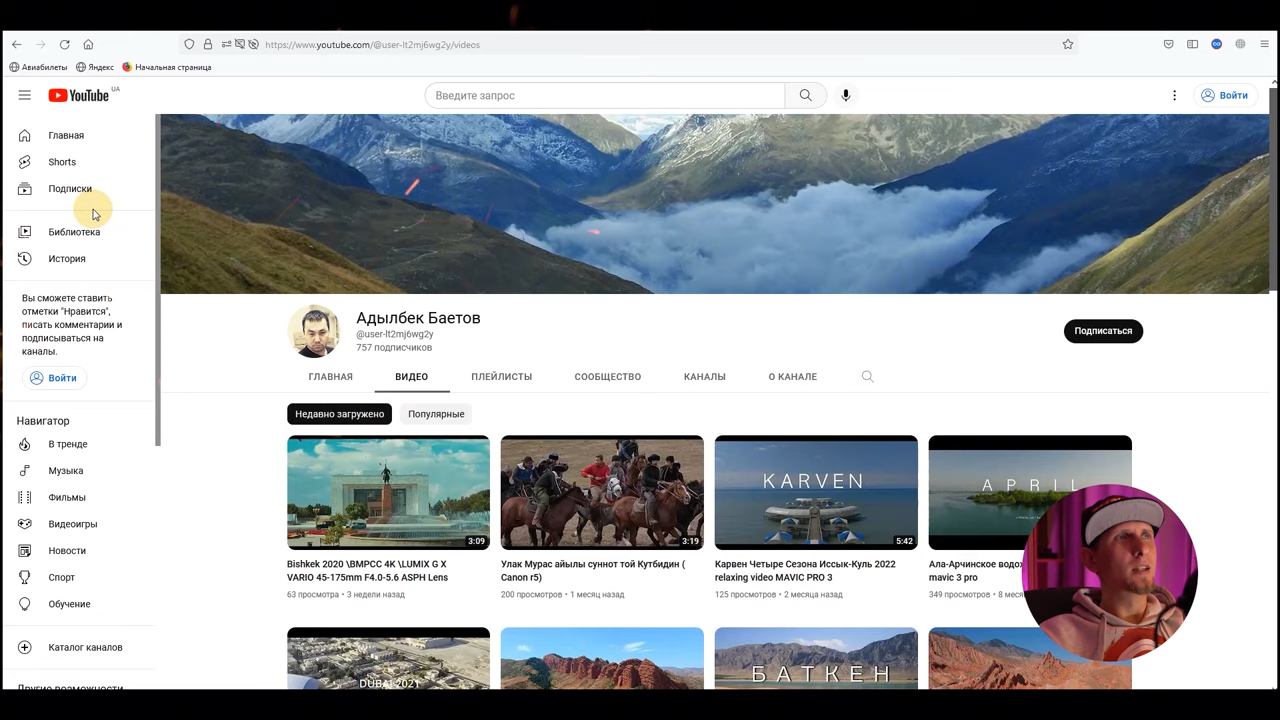 https://www.youtube.com/@user-lt2mj6wg2y/videos
Авиабилеты
Яндекс
Начальная страница
YouTube
UA
Введите запрос
Войти
Главная
Shorts
Подписки
Библиотека
История
Вы сможете ставить
отметки "Нравится",
писать комментарии и
подписываться на
каналы.
Войти
Навигатор
В тренде
Музыка
Фильмы
Видеоигры
Новости
Спорт
Обучение
Каталог каналов
Другие возможности
Адылбек Баетов
@user-lt2mj6wg2y
757 подписчиков
Подписаться
ГЛАВНАЯ
ВИДЕО
ПЛЕЙЛИСТЫ
СООБЩЕСТВО
КАНАЛЫ
О КАНАЛЕ
Недавно загружено
Популярные
3:09
Bishkek 2020 \BMPCC 4K \LUMIX G X
VARIO 45-175mm F4.0-5.6 ASPH Lens
63 просмотра • 3 недели назад
3:19
Улак Мурас айылы суннот той Кутбидин (
Canon r5)
200 просмотров • 1 месяц назад
KARVEN
5:42
Карвен Четыре Сезона Иссык-Куль 2022
relaxing video MAVIC PRO 3
125 просмотров • 2 месяца назад
APRIL
Ала-Арчинское
mavic 3 pro
349 просмотров • 8
DUBAI 2021
БАТКЕН